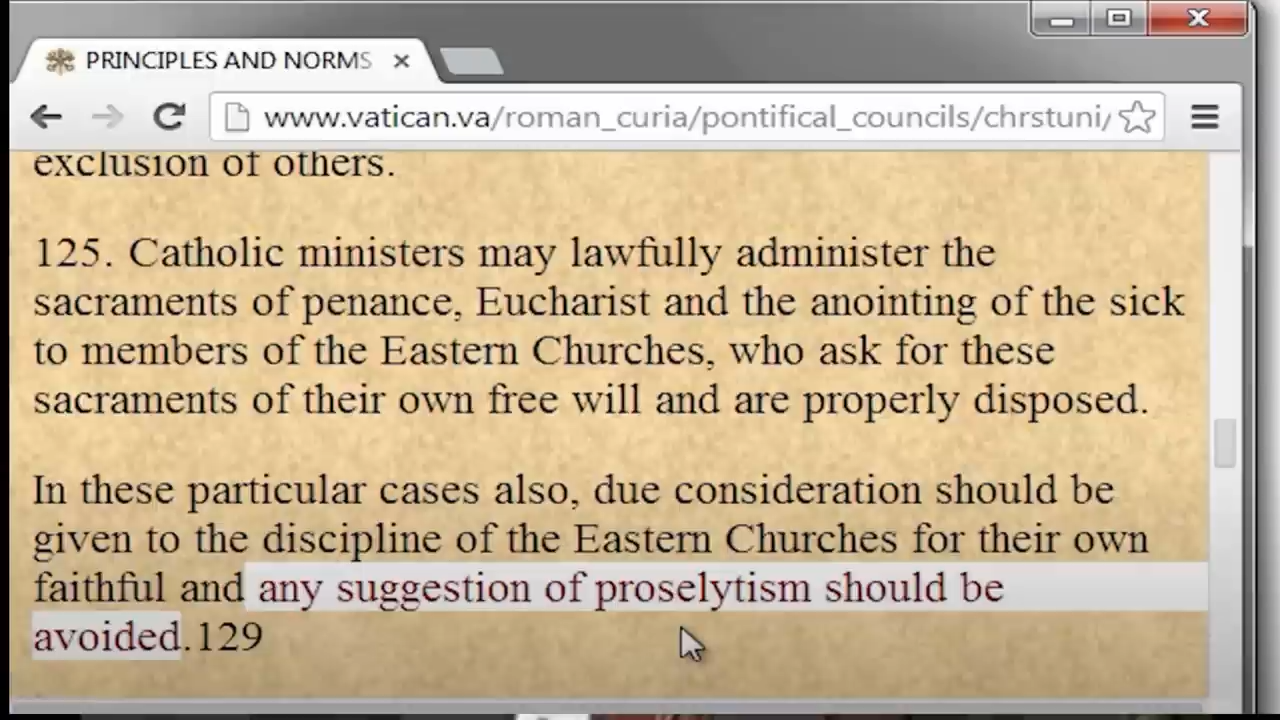 PRINCIPLES AND NORMS
www.vatican.va/roman_curia/pontifical_councils/chrstuni/
exclusion of others.
125. Catholic ministers may lawfully administer the
sacraments of penance, Eucharist and the anointing of the sick
to members of the Eastern Churches, who ask for these
sacraments of their own free will and are properly disposed.
In these particular cases also, due consideration should be
given to the discipline of the Eastern Churches for their own
faithful and any suggestion of proselytism should be
avoided.129